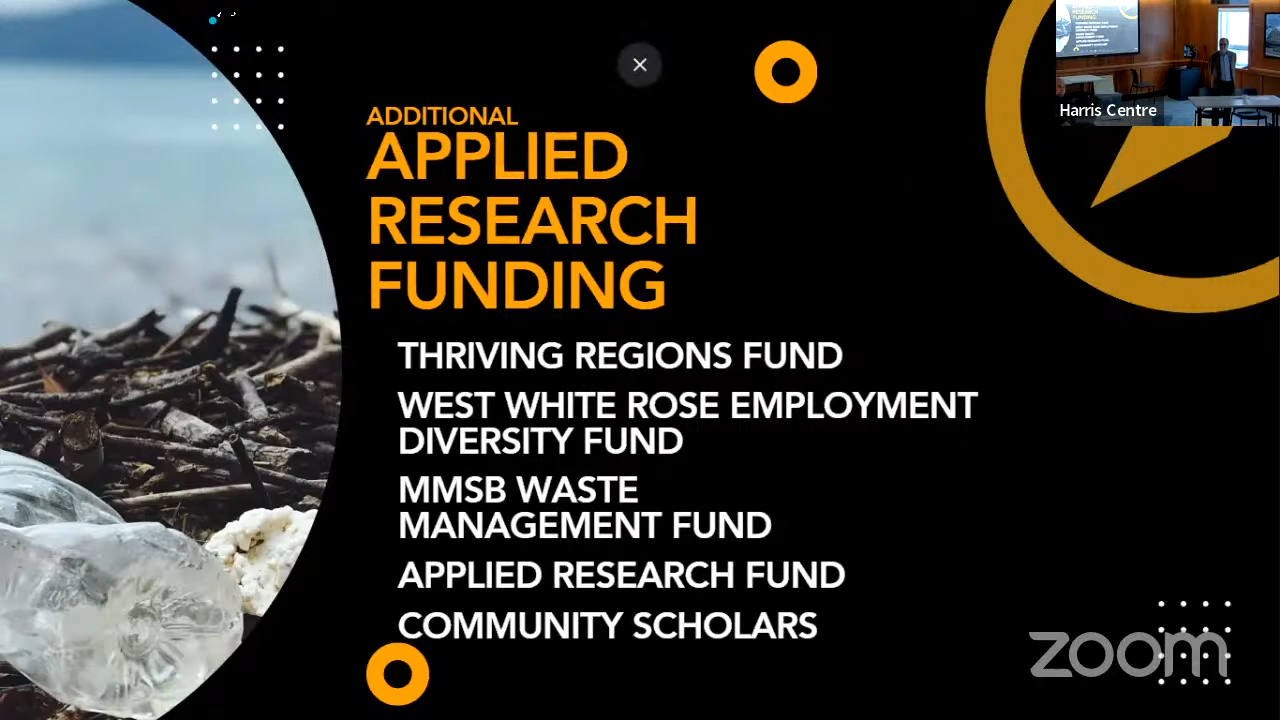 ADDITIONAL
APPLIED
RESEARCH
FUNDING
THRIVING REGIONS FUND
WEST WHITE ROSE EMPLOYMENT
DIVERSITY FUND
MMSB WASTE
MANAGEMENT FUND
APPLIED RESEARCH FUND
COMMUNITY SCHOLARS
Harris Centre
zoom